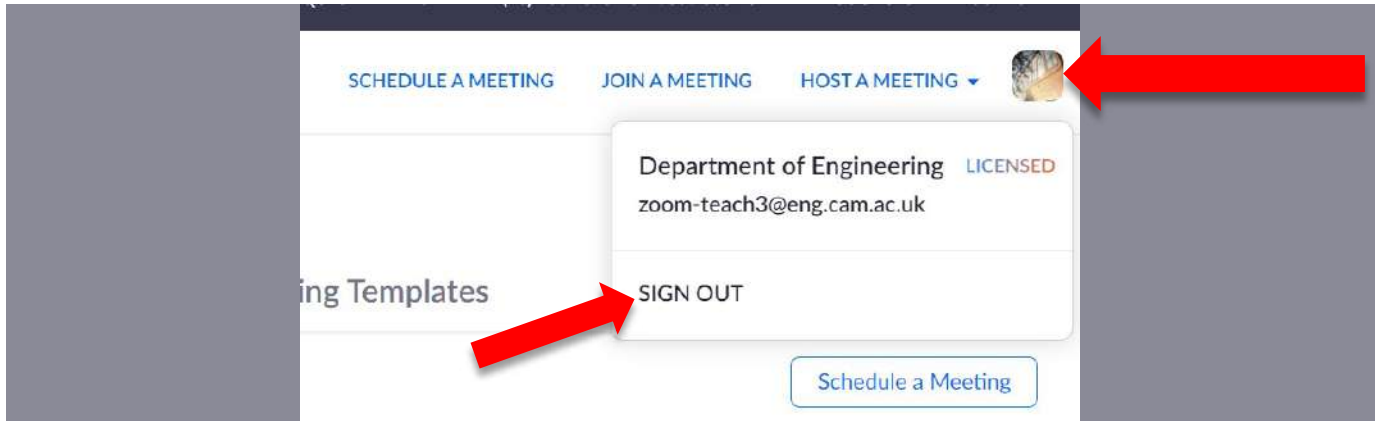 SCHEDULE A MEETING JOIN A MEETING HOST A MEETING
Department of Engineering LICENSED
zoom-teach3@eng.cam.ac.uk
ing Templates
SIGN OUT
Schedule a Meeting